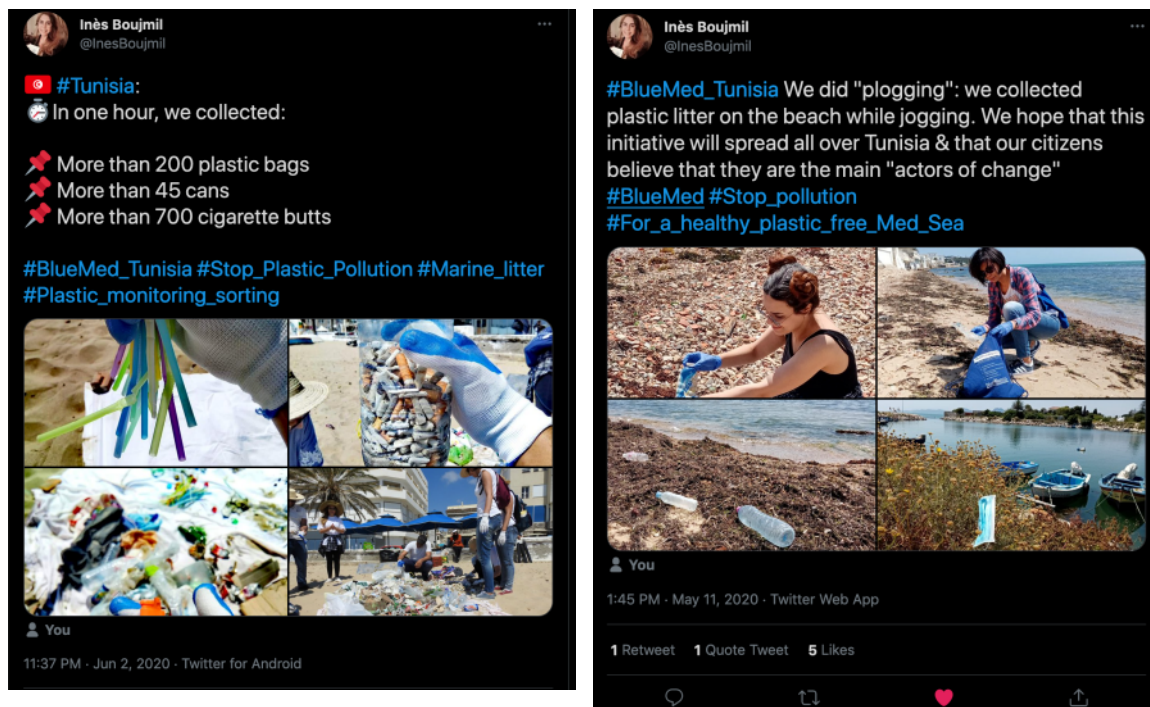 Inès Boujmil
@InesBoujmil
#Tunisia:
In one hour, we collected:
More than 200 plastic bags
More than 45 cans
More than 700 cigarette butts
#BlueMed_Tunisia #Stop_Plastic_Pollution #Marine_litter
#Plastic_monitoring_sorting
You
11:37 PM · Jun 2, 2020 · Twitter for Android
Inès Boujmil
@InesBoujmil
#BlueMed_Tunisia We did "plogging": we collected
plastic litter on the beach while jogging. We hope that this
initiative will spread all over Tunisia & that our citizens
believe that they are the main "actors of change"
#BlueMed #Stop_pollution
#For_a_healthy_plastic_free_Med_Sea
You
1:45 PM · May 11, 2020 · Twitter Web App
1 Retweet 1 Quote Tweet 5 Likes